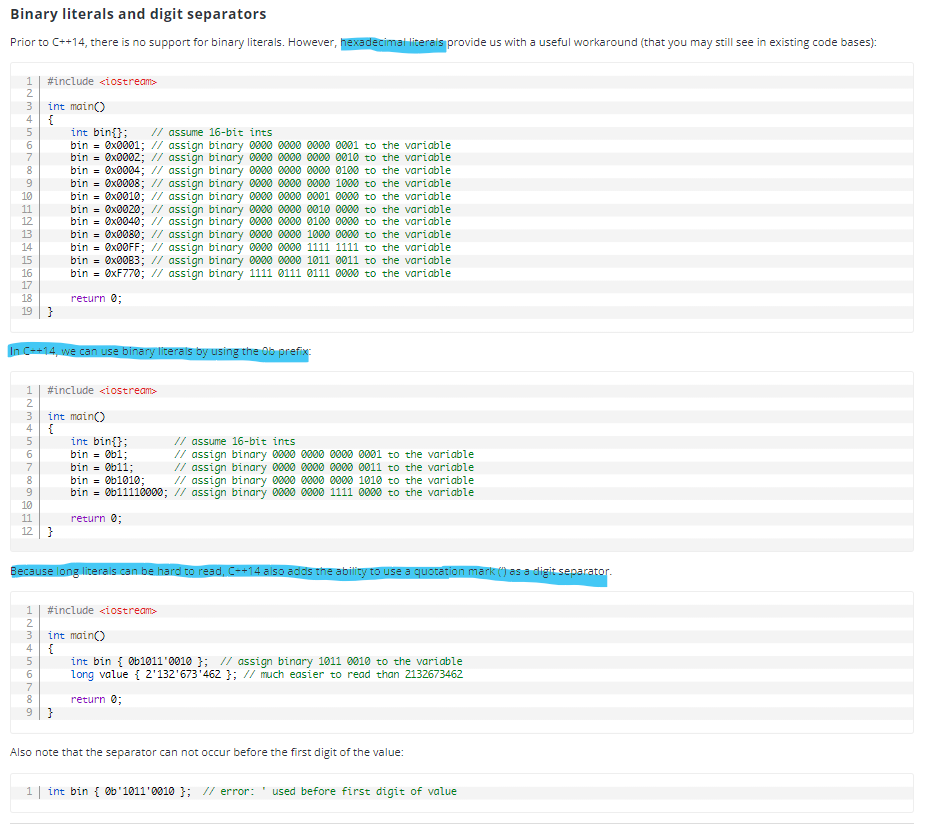 Binary literals and digit separators
Prior to C++14, there is no support for binary literals. However, hexadecimal literals provide us with a useful workaround (that you may still see in existing code bases):
1 #include <iostream>
2
3 int main()
4 {
5 int bin{}; // assume 16-bit ints
6 bin = 0x0001; // assign binary 0000 0000 0000 0001 to the variable
7 bin = 0x0002; // assign binary 0000 0000 0000 0010 to the variable
8 bin = 0x0004; // assign binary 0000 0000 0000 0100 to the variable
9 bin = 0x0008; // assign binary 0000 0000 0000 1000 to the variable
10 bin = 0x0010; // assign binary 0000 0000 0001 0000 to the variable
11 bin = 0x0020; // assign binary 0000 0000 0010 0000 to the variable
12 bin = 0x0040; // assign binary 0000 0000 0100 0000 to the variable
13 bin = 0x0080; // assign binary 0000 0000 1000 0000 to the variable
14 bin = 0x00FF; // assign binary 0000 0000 1111 1111 to the variable
15 bin = 0x00B3; // assign binary 0000 0000 1011 0011 to the variable
16 bin = 0xF770; // assign binary 1111 0111 0111 0000 to the variable
17
18 return 0;
19 }
In C++14, we can use binary literals by using the 0b prefix:
1 #include <iostream>
2
3 int main()
4 {
5 int bin{}; // assume 16-bit ints
6 bin = 0b1; // assign binary 0000 0000 0000 0001 to the variable
7 bin = 0b11; // assign binary 0000 0000 0000 0011 to the variable
8 bin = 0b1010; // assign binary 0000 0000 0000 1010 to the variable
9 bin = 0b11110000; // assign binary 0000 0000 1111 0000 to the variable
10
11 return 0;
12 }
Because long literals can be hard to read, C++14 also adds the ability to use a quotation mark (') as a digit separator.
1 #include <iostream>
2
3 int main()
4 {
5 int bin { 0b1011'0010 }; // assign binary 1011 0010 to the variable
6 long value { 2'132'673'462 }; // much easier to read than 2132673462
7
8 return 0;
9 }
Also note that the separator can not occur before the first digit of the value:
1 int bin { 0b'1011'0010 }; // error: ' used before first digit of value